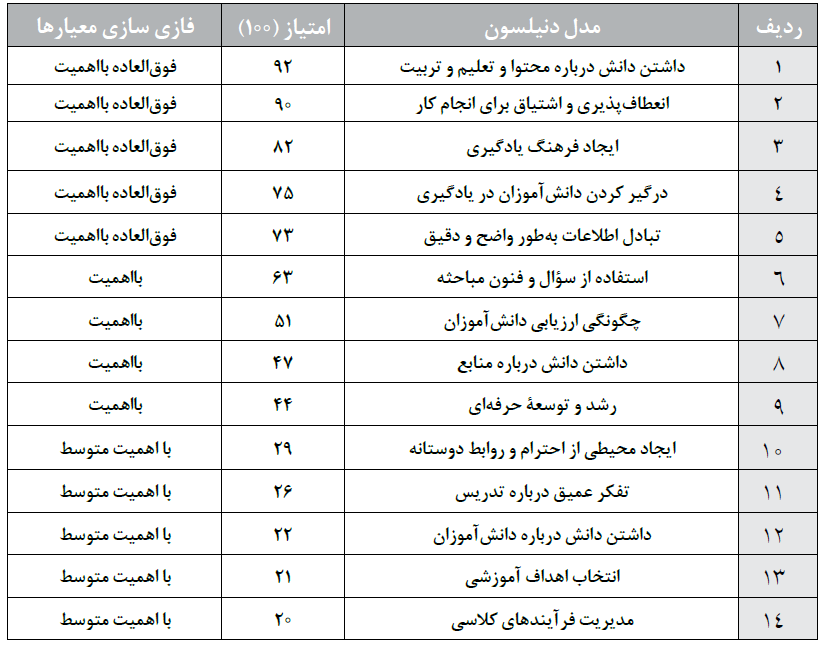 ردیف مدل دنیلسون امتیاز (۱۰۰) فازی سازی معیارها
۱ داشتن دانش درباره محتوا و تعلیم و تربیت ۹۲ فوق‌العاده بااهمیت
۲ انعطاف‌پذیری و اشتیاق برای انجام کار ۹۰ فوق‌العاده بااهمیت
۳ ایجاد فرهنگ یادگیری ۸۲ فوق‌العاده بااهمیت
۴ درگیر کردن دانش‌آموزان در یادگیری ۷۵ فوق‌العاده بااهمیت
۵ تبادل اطلاعات به‌طور واضح و دقیق ۷۳ فوق‌العاده بااهمیت
۶ استفاده از سؤال و فنون مباحثه ۶۳ بااهمیت
۷ چگونگی ارزیابی دانش‌آموزان ۵۱ بااهمیت
۸ داشتن دانش درباره منابع ۴۷ بااهمیت
۹ رشد و توسعۀ حرفه‌ای ۴۴ بااهمیت
۱۰ ایجاد محیطی از احترام و روابط دوستانه ۲۹ با اهمیت متوسط
۱۱ تفکر عمیق درباره تدریس ۲۶ با اهمیت متوسط
۱۲ داشتن دانش درباره دانش‌آموزان ۲۲ با اهمیت متوسط
۱۳ انتخاب اهداف آموزشی ۲۱ با اهمیت متوسط
۱۴ مدیریت فرآیندهای کلاسی ۲۰ با اهمیت متوسط